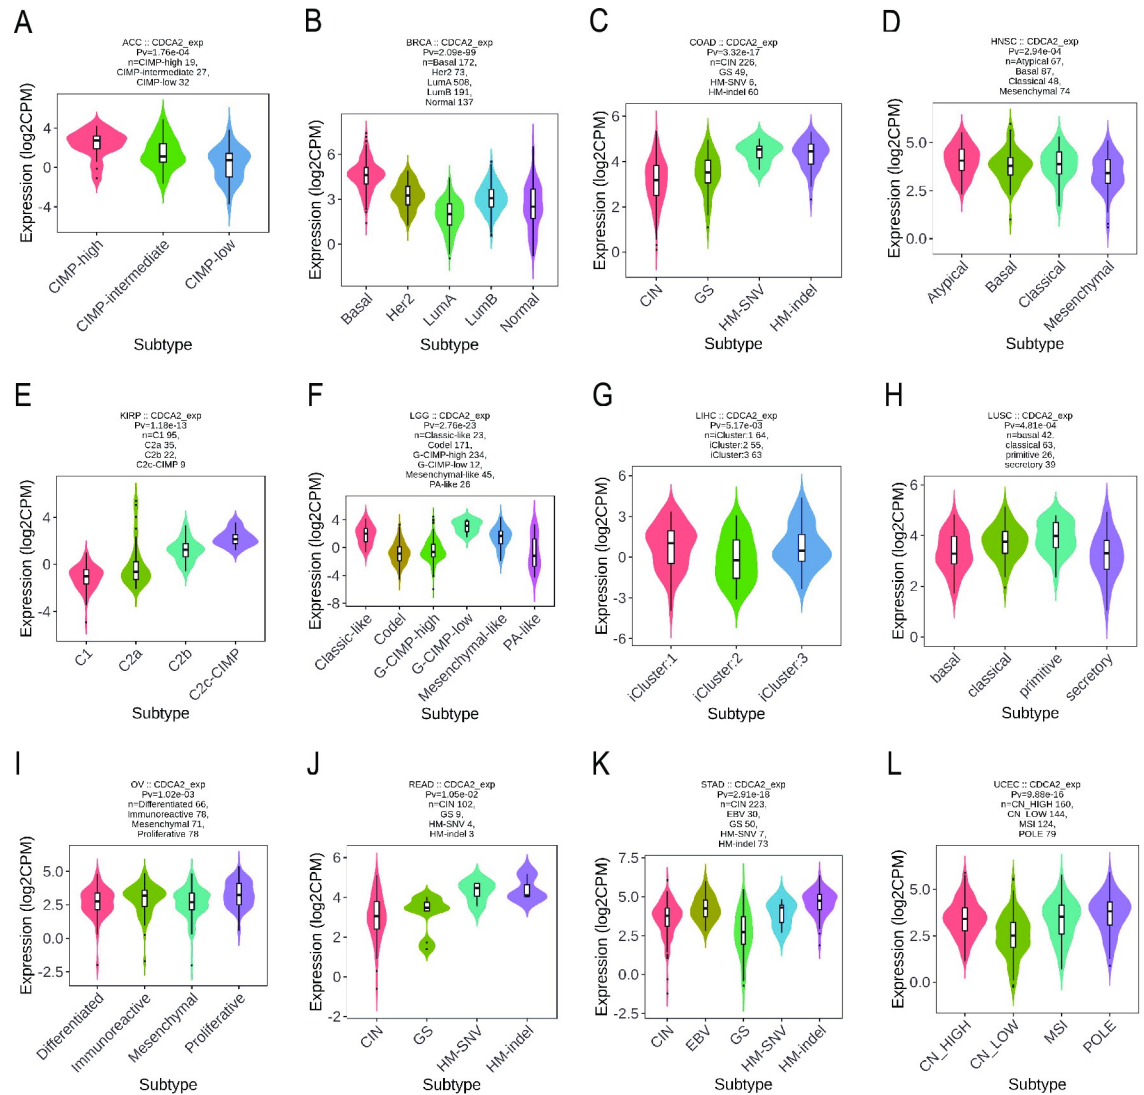 A
ACC :: CDCA2_exp
Pv=1.76e-04
n=CIMP-high 19,
CIMP-intermediate 27,
CIMP-low 32
Expression (log2CPM)
4
0
-4
CIMP-high
CIMP-intermediate
CIMP-low
Subtype
B
BRCA :: CDCA2_exp
Pv=2.09e-99
n=Basal 172,
Her2 73,
LumA 508,
LumB 191,
Normal 137
Expression (log2CPM)
6
3
0
Basal
Her2
LumA
LumB
Normal
Subtype
C
COAD :: CDCA2_exp
Pv=3.32e-17
n=CIN 226,
GS 49,
HM-SNV 6,
HM-indel 60
Expression (log2CPM)
6
4
2
0
CIN
GS
HM-SNV
HM-indel
Subtype
D
HNSC :: CDCA2_exp
Pv=2.94e-04
n=Atypical 67,
Basal 87,
Classical 48,
Mesenchymal 74
Expression (log2CPM)
5.0
2.5
0.0
Atypical
Basal
Classical
Mesenchymal
Subtype
E
KIRP :: CDCA2_exp
Pv=1.18e-13
n=C1 95,
C2a 35,
C2b 22,
C2c-CIMP 9
Expression (log2CPM)
4
0
-4
C1
C2a
C2b
C2c-CIMP
Subtype
F
LGG :: CDCA2_exp
Pv=2.76e-23
n=Classic-like 23,
Codel 171,
G-CIMP-high 234,
G-CIMP-low 12,
Mesenchymal-like 45,
PA-like 26
Expression (log2CPM)
4
0
-4
-8
Classic-like
Codel
G-CIMP-high
G-CIMP-low
Mesenchymal-like
PA-like
Subtype
G
LIHC :: CDCA2_exp
Pv=5.17e-03
n=iCluster:1 64,
iCluster:2 55,
iCluster:3 63
Expression (log2CPM)
6
3
0
-3
-6
iCluster:1
iCluster:2
iCluster:3
Subtype
H
LUSC :: CDCA2_exp
Pv=4.81e-04
n=basal 42,
classical 63,
primitive 26,
secretory 39
Expression (log2CPM)
6
4
2
0
basal
classical
primitive
secretory
Subtype
I
OV :: CDCA2_exp
Pv=1.02e-03
n=Differentiated 66,
Immunoreactive 78,
Mesenchymal 71,
Proliferative 78
Expression (log2CPM)
5.0
2.5
0.0
-2.5
Differentiated
Immunoreactive
Mesenchymal
Proliferative
Subtype
J
READ :: CDCA2_exp
Pv=1.05e-02
n=CIN 102,
GS 9,
HM-SNV 4,
HM-indel 3
Expression (log2CPM)
6
4
2
0
-2
CIN
GS
HM-SNV
HM-indel
Subtype
K
STAD :: CDCA2_exp
Pv=2.91e-18
n=CIN 223,
EBV 30,
GS 50,
HM-SNV 7,
HM-indel 73
Expression (log2CPM)
7.5
5.0
2.5
0.0
-2.5
CIN
EBV
GS
HM-SNV
HM-indel
Subtype
L
UCEC :: CDCA2_exp
Pv=9.88e-16
n=CN_HIGH 160,
CN_LOW 144,
MSI 124,
POLE 79
Expression (log2CPM)
5.0
2.5
0.0
CN_HIGH
CN_LOW
MSI
POLE
Subtype